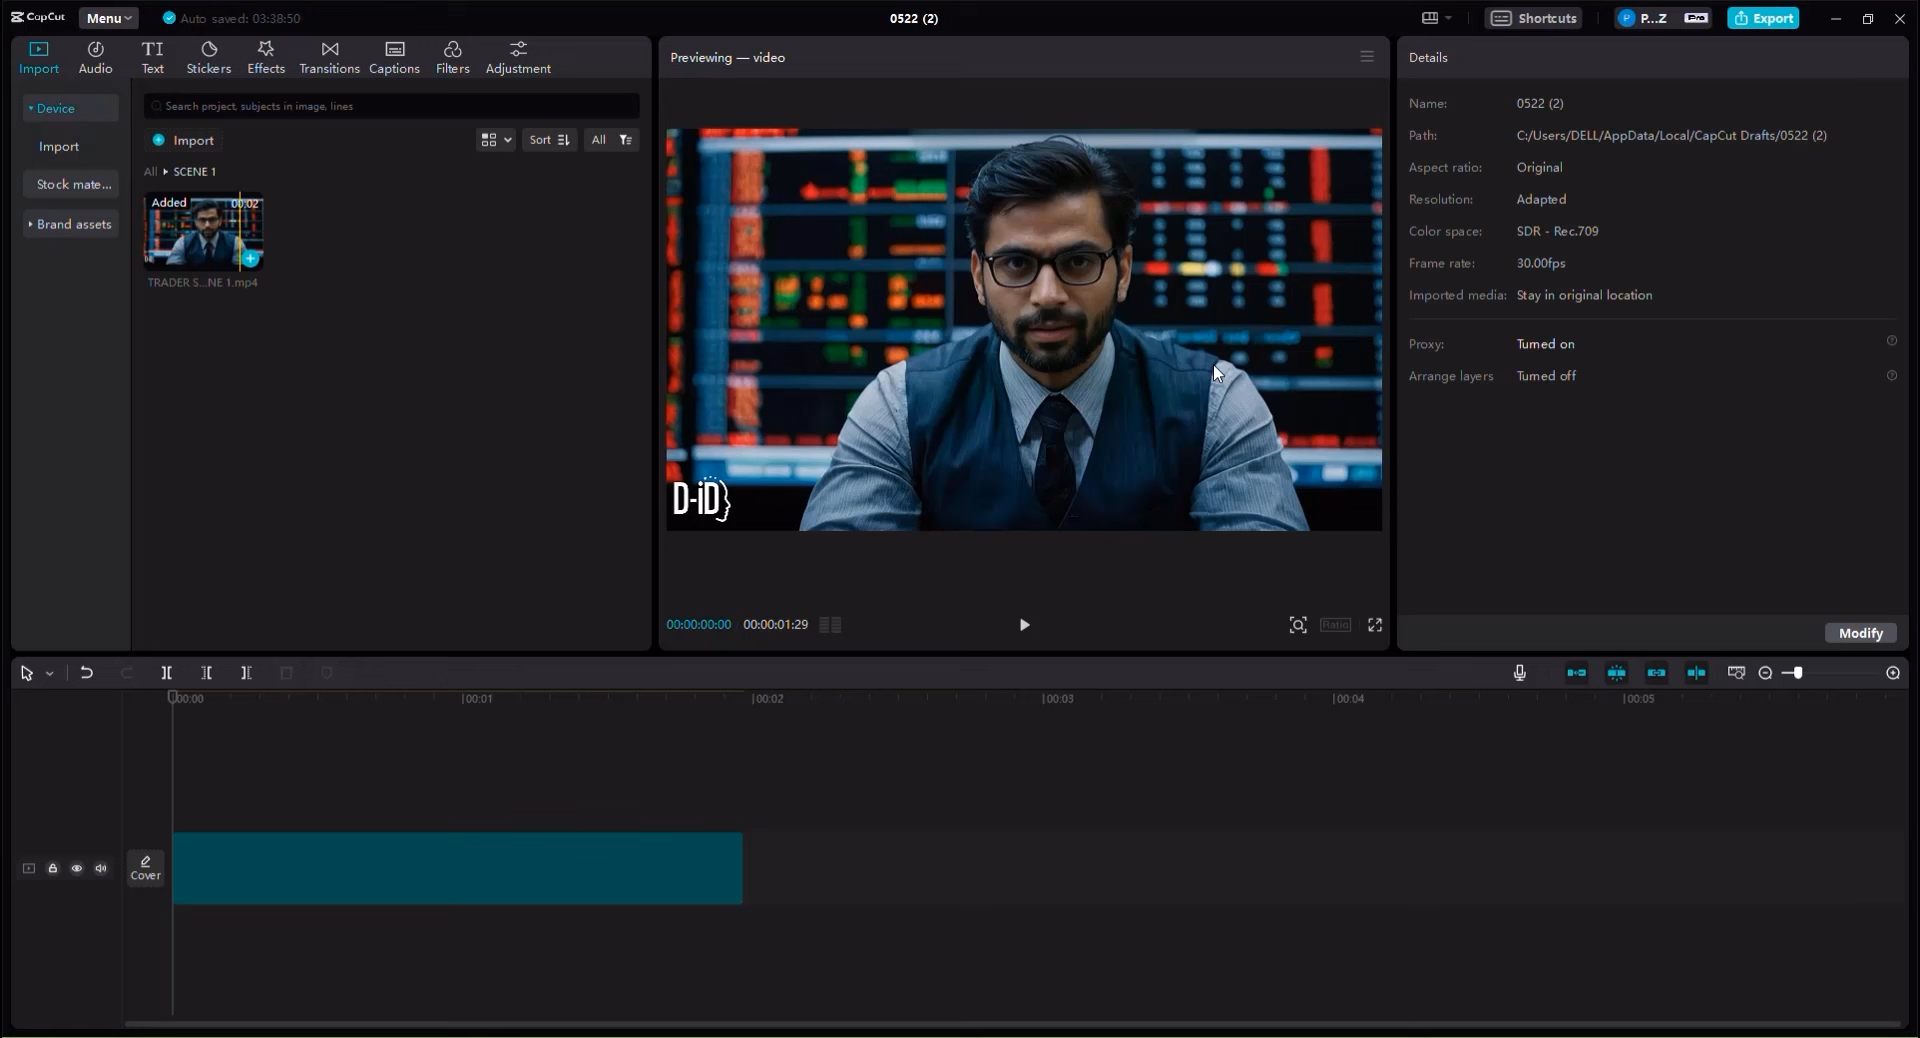 CapCut
Menu
Auto saved: 03:38:50
0522 (2)
Shortcuts
P...Z
Pro
Export
Import
Audio
Text
Stickers
Effects
Transitions
Captions
Filters
Adjustment
Device
Import
Stock mate...
Brand assets
Search project, subjects in image, lines
Import
Sort
All
All
SCENE 1
Added
00:02
TRADER S...NE 1.mp4
Previewing — video
D-iD
00:00:00:00
00:00:01:29
Ratio
Details
Name: 0522 (2)
Path: C:/Users/DELL/AppData/Local/CapCut Drafts/0522 (2)
Aspect ratio: Original
Resolution: Adapted
Color space: SDR - Rec.709
Frame rate: 30.00fps
Imported media: Stay in original location
Proxy: Turned on
Arrange layers Turned off
Modify
00:00
00:01
00:02
00:03
00:04
00:05
Cover